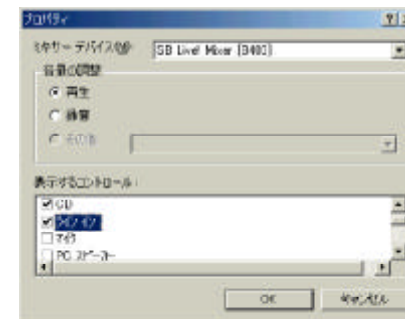 プロパティ
ミキサー デバイス(M): SB Live! Mixer [B400]
音量の調整
再生
録音
その他
表示するコントロール:
CD
ライン イン
マイク
PC スピーカー
OK キャンセル